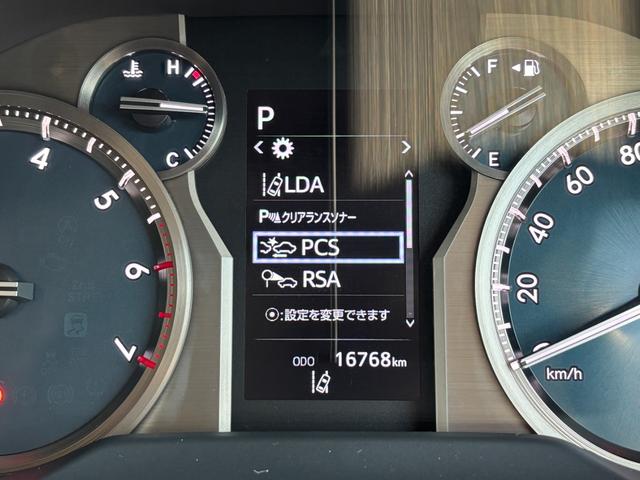 H
C
F
E
4
5
6
7
P
LDA
P クリアランスソナー
PCS
RSA
⦿:設定を変更できます
ODO 16768km
80
60
40
20
0
km/h